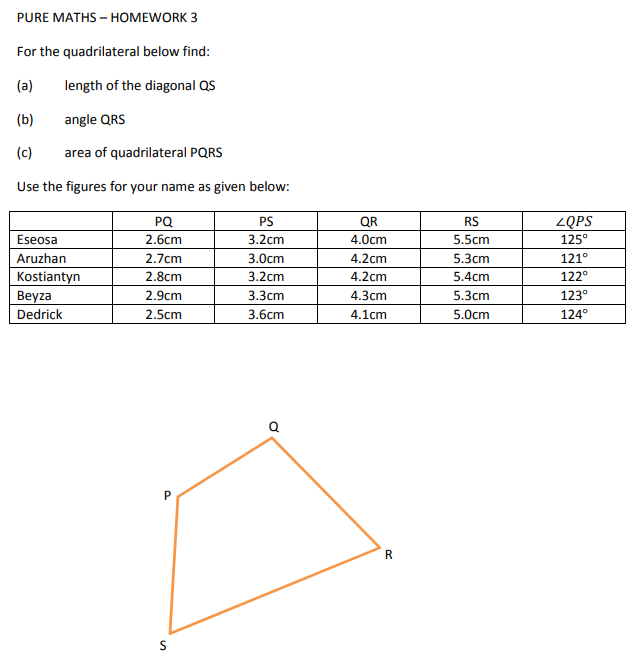 PURE MATHS – HOMEWORK 3
For the quadrilateral below find:
(a) length of the diagonal QS
(b) angle QRS
(c) area of quadrilateral PQRS
Use the figures for your name as given below:
PQ PS QR RS ∠QPS
Eseosa 2.6cm 3.2cm 4.0cm 5.5cm 125°
Aruzhan 2.7cm 3.0cm 4.2cm 5.3cm 121°
Kostiantyn 2.8cm 3.2cm 4.2cm 5.4cm 122°
Beyza 2.9cm 3.3cm 4.3cm 5.3cm 123°
Dedrick 2.5cm 3.6cm 4.1cm 5.0cm 124°
Q
P
R
S